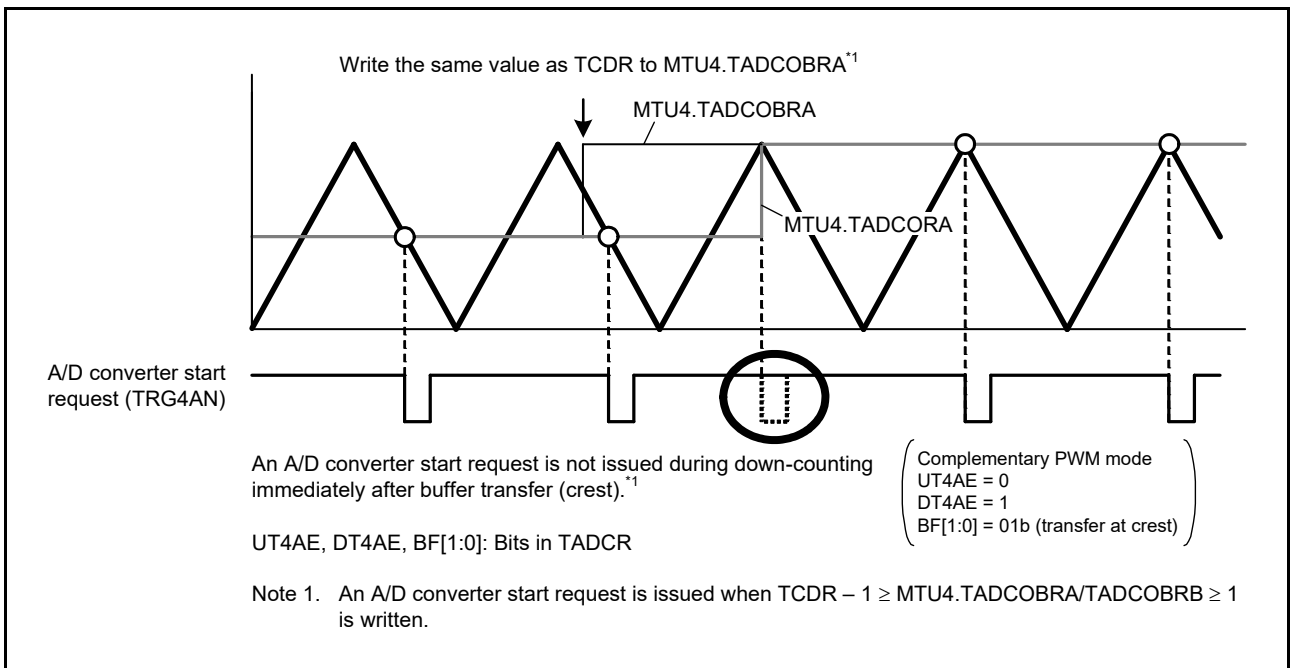 Write the same value as TCDR to MTU4.TADCOBRA*1
MTU4.TADCOBRA
MTU4.TADCORA
A/D converter start
request (TRG4AN)
An A/D converter start request is not issued during down-counting
immediately after buffer transfer (crest).*1
Complementary PWM mode
UT4AE = 0
DT4AE = 1
BF[1:0] = 01b (transfer at crest)
UT4AE, DT4AE, BF[1:0]: Bits in TADCR
Note 1. An A/D converter start request is issued when TCDR – 1 ≥ MTU4.TADCOBRA/TADCOBRB ≥ 1
is written.